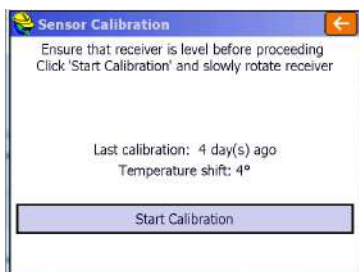 Sensor Calibration
Ensure that receiver is level before proceeding
Click 'Start Calibration' and slowly rotate receiver
Last calibration: 4 day(s) ago
Temperature shift: 4°
Start Calibration